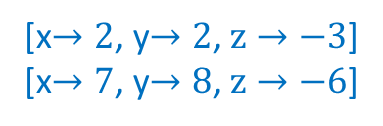 [x→ 2, y→ 2, z → −3]
[x→ 7, y→ 8, z → −6]